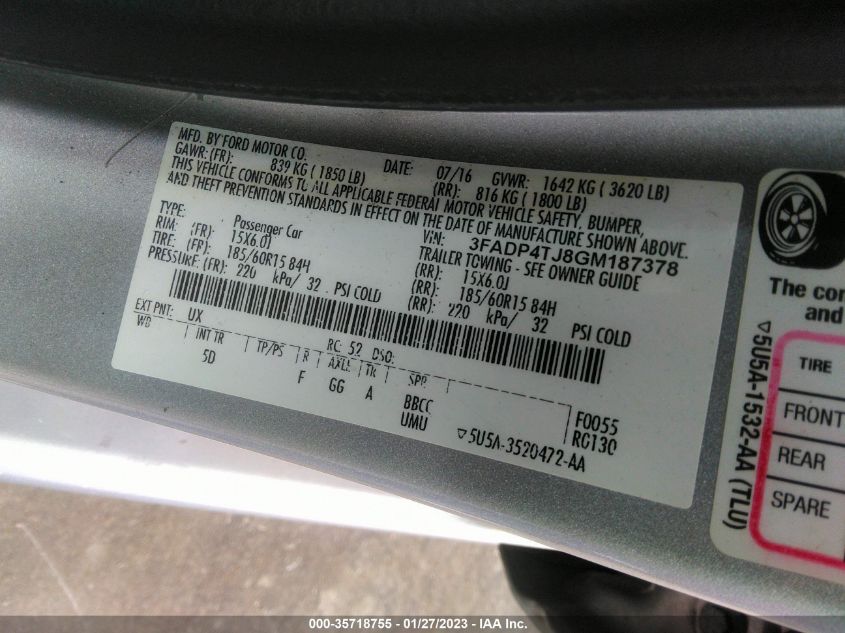 MFD. BY FORD MOTOR CO.
DATE: 07/16 GVWR: 1642 KG ( 3620 LB)
GAWR: (FR): 839 KG ( 1850 LB) (RR): 816 KG ( 1800 LB)
THIS VEHICLE CONFORMS TO ALL APPLICABLE FEDERAL MOTOR VEHICLE SAFETY, BUMPER,
AND THEFT PREVENTION STANDARDS IN EFFECT ON THE DATE OF MANUFACTURE SHOWN ABOVE.
VIN: 3FADP4TJ8GM187378
TYPE: Passenger Car TRAILER TOWING - SEE OWNER GUIDE
RIM: (FR): 15X6.0J (RR): 15X6.0J
TIRE: (FR): 185/60R15 84H (RR): 185/60R15 84H
PRESSURE: (FR): 220 kPa/ 32 PSI COLD (RR): 220 kPa/ 32 PSI COLD
EXT PNT: UX RC: 52 DSO:
WB INT TR TP/PS R AXLE TR SPR
5D F GG A BBCC F0055
UMU RC130
▽5U5A-3520472-AA
The
and
TIRE
FRONT
REAR
SPARE
▽5U5A-1532-AA (TLU)
000-35718755 - 01/27/2023 - IAA Inc.